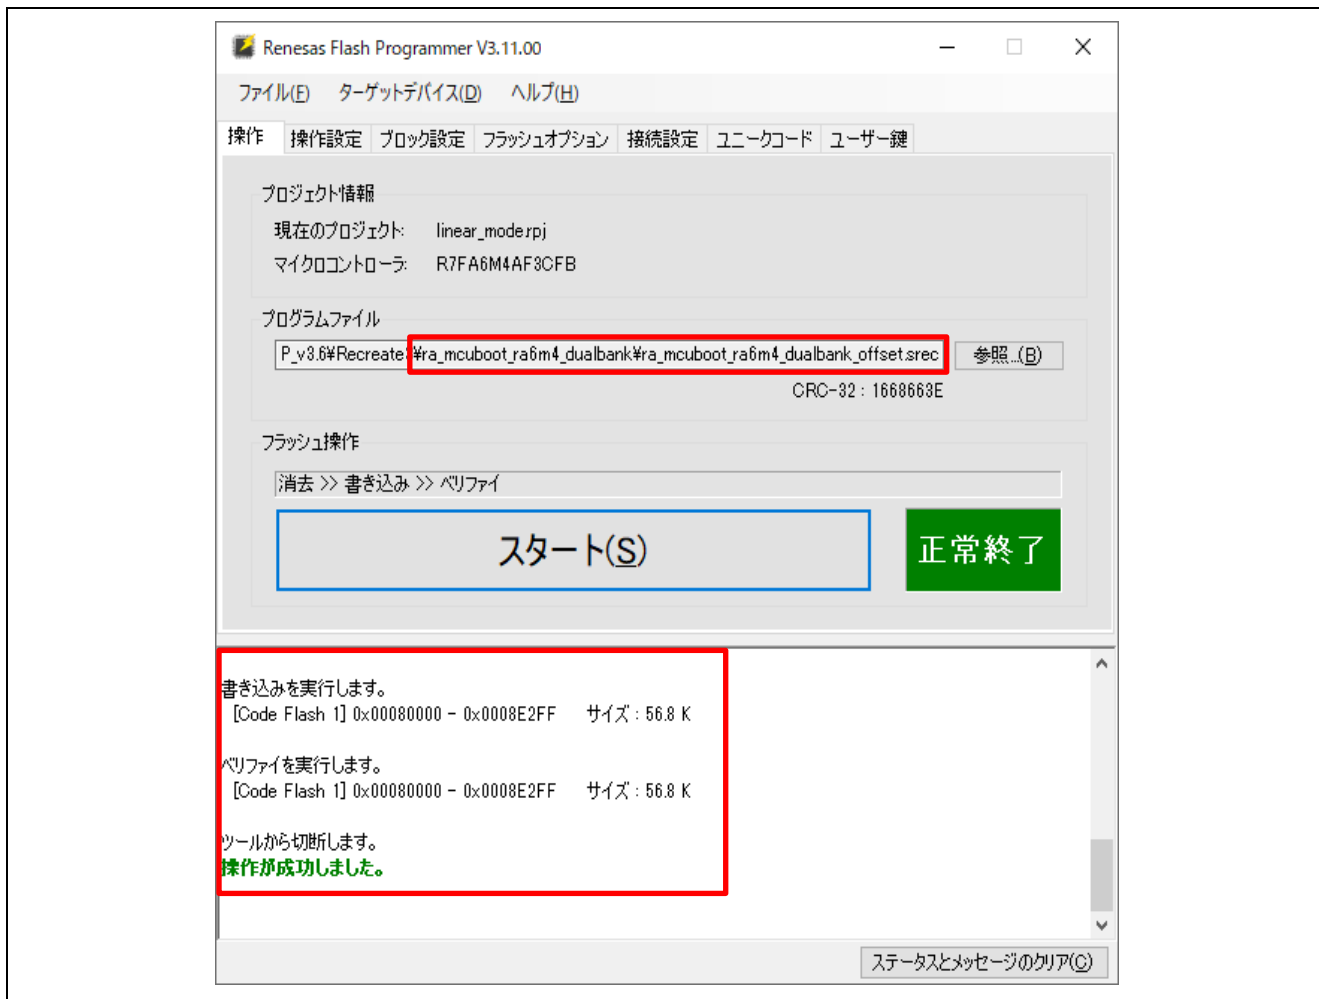 Renesas Flash Programmer V3.11.00
ファイル(F) ターゲットデバイス(D) ヘルプ(H)
操作 操作設定 ブロック設定 フラッシュオプション 接続設定 ユニークコード ユーザー鍵
プロジェクト情報
現在のプロジェクト: linear_mode.rpj
マイクロコントローラ: R7FA6M4AF3CFB
プログラムファイル
P_v3.6¥Recreate ¥ra_mcuboot_ra6m4_dualbank¥ra_mcuboot_ra6m4_dualbank_offset.srec 参照...(B)
CRC-32 : 1668663E
フラッシュ操作
消去 >> 書き込み >> ベリファイ
スタート(S) 正常終了
書き込みを実行します。
[Code Flash 1] 0x00080000 - 0x0008E2FF サイズ : 56.8 K
ベリファイを実行します。
[Code Flash 1] 0x00080000 - 0x0008E2FF サイズ : 56.8 K
ツールから切断します。
操作が成功しました。
ステータスとメッセージのクリア(C)